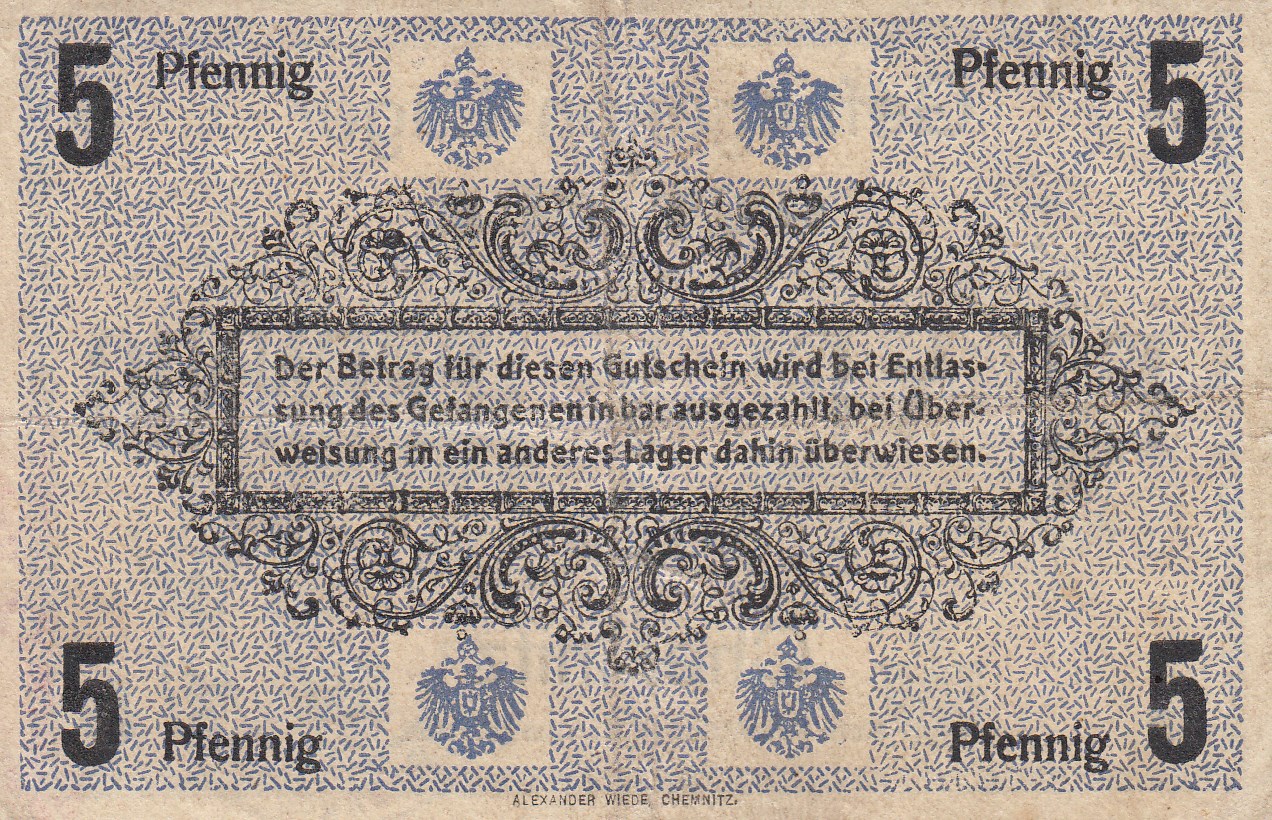 5 Pfennig Pfennig 5
Der Betrag für diesen Gutschein wird bei Entlas-
sung des Gefangenen in bar ausgezahlt, bei Über-
weisung in ein anderes Lager dahin überwiesen.
5 Pfennig Pfennig 5
ALEXANDER WIEDE, CHEMNITZ.